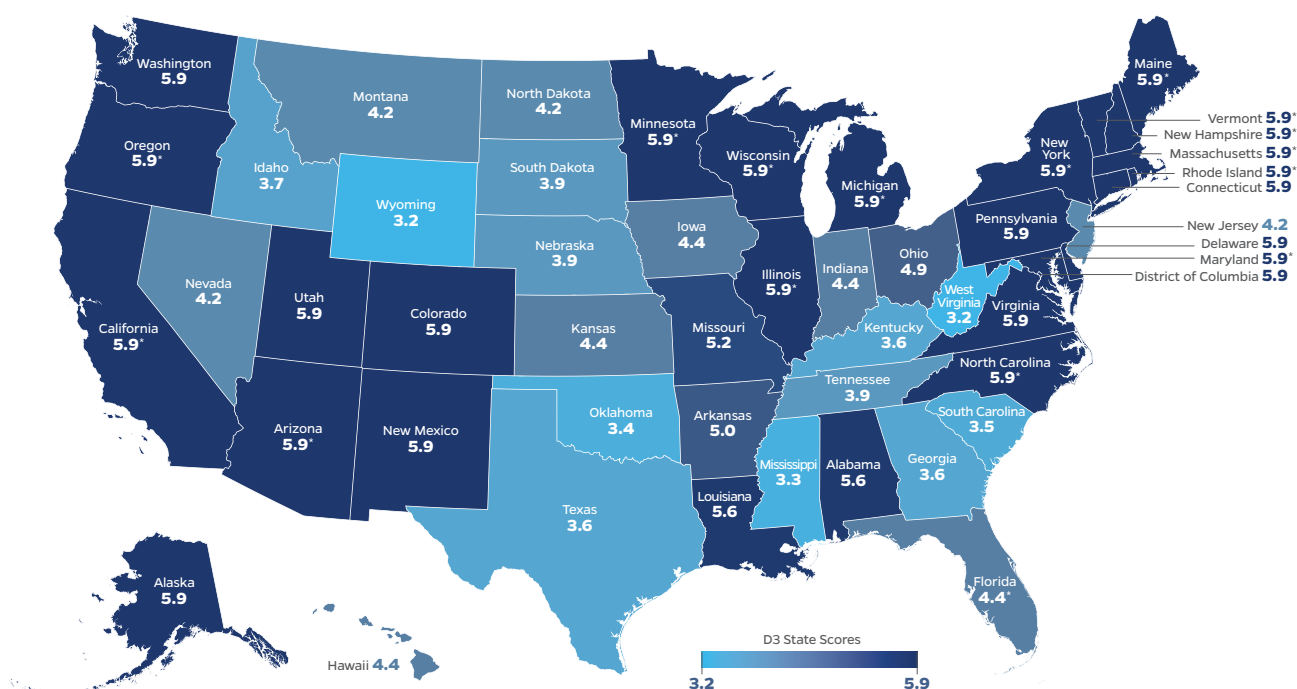 Washington
5.9
Oregon
5.9*
California
5.9*
Nevada
4.2
Idaho
3.7
Montana
4.2
Wyoming
3.2
Utah
5.9
Colorado
5.9
Arizona
5.9*
New Mexico
5.9
North Dakota
4.2
South Dakota
3.9
Nebraska
3.9
Kansas
4.4
Oklahoma
3.4
Texas
3.6
Minnesota
5.9*
Iowa
4.4
Missouri
5.2
Arkansas
5.0
Louisiana
5.6
Wisconsin
5.9*
Illinois
5.9*
Michigan
5.9*
Indiana
4.4
Ohio
4.9
Kentucky
3.6
Tennessee
3.9
Mississippi
3.3
Alabama
5.6
Georgia
3.6
Florida
4.4*
South Carolina
3.5
North Carolina
5.9*
Virginia
5.9
West
Virginia
3.2
Pennsylvania
5.9
New
York
5.9*
Maine
5.9*
Vermont 5.9*
New Hampshire 5.9*
Massachusetts 5.9*
Rhode Island 5.9*
Connecticut 5.9
New Jersey 4.2
Delaware 5.9
Maryland 5.9*
District of Columbia 5.9
Alaska
5.9
Hawaii 4.4
D3 State Scores
3.2
5.9